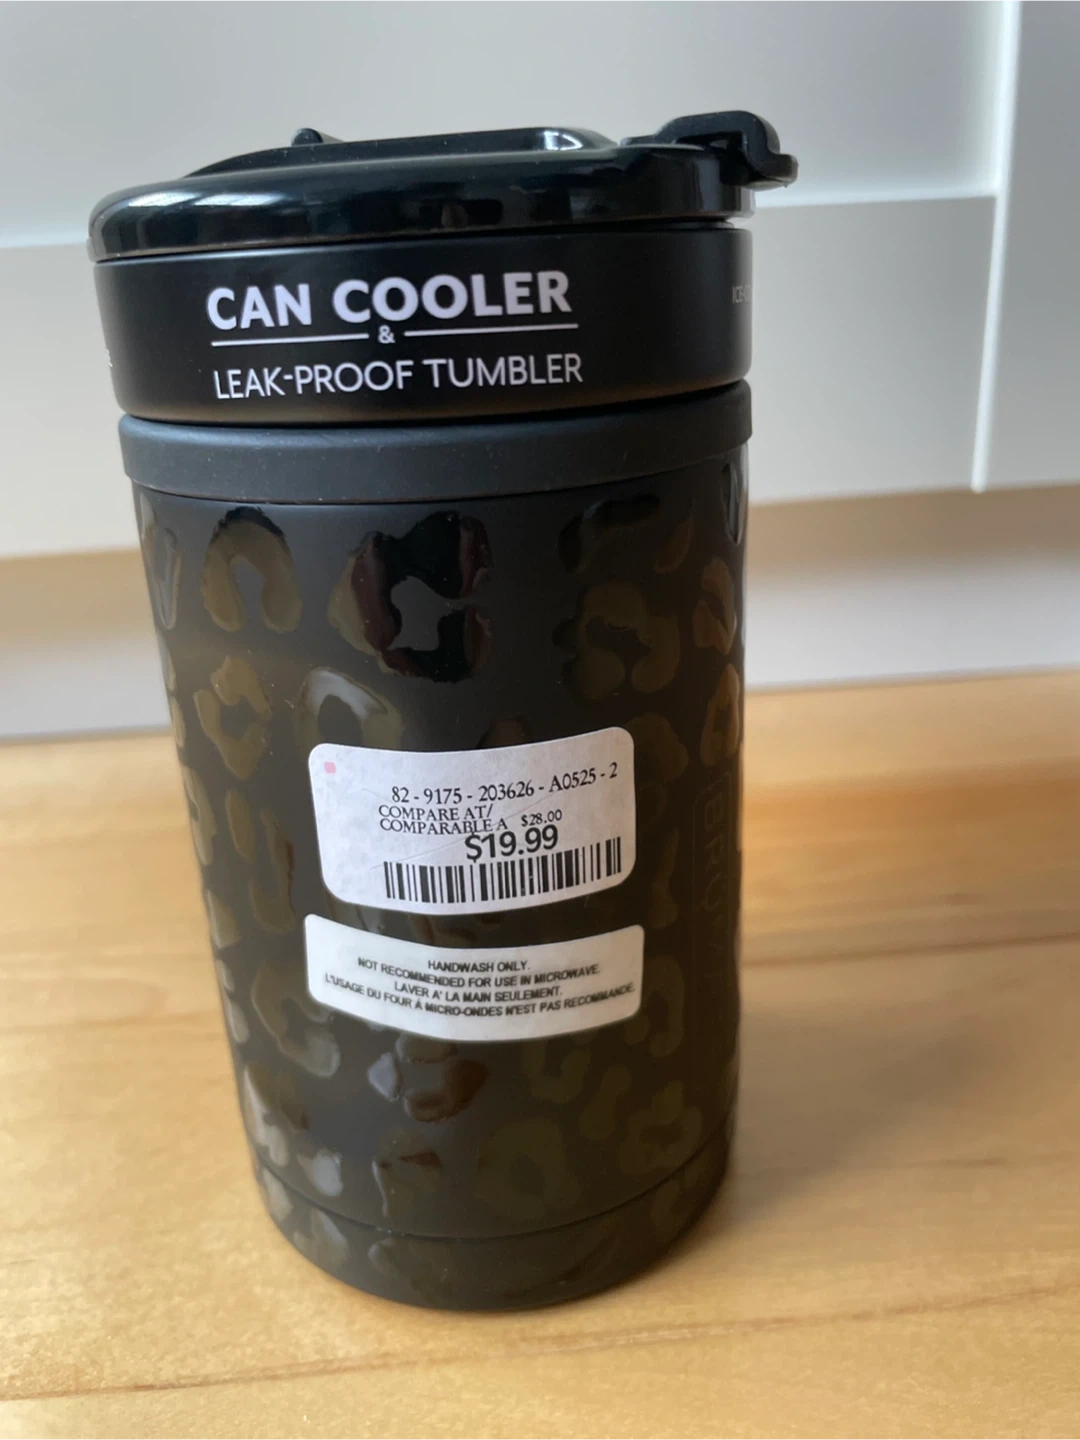 CAN COOLER
&
LEAK-PROOF TUMBLER
82 - 9175 - 203626 - A0525 - 2
COMPARE AT/
COMPARABLE A $28.00
$19.99
HANDWASH ONLY.
NOT RECOMMENDED FOR USE IN MICROWAVE.
LAVER A' LA MAIN SEULEMENT.
L'USAGE DU FOUR À MICRO-ONDES N'EST PAS RECOMMANDE.